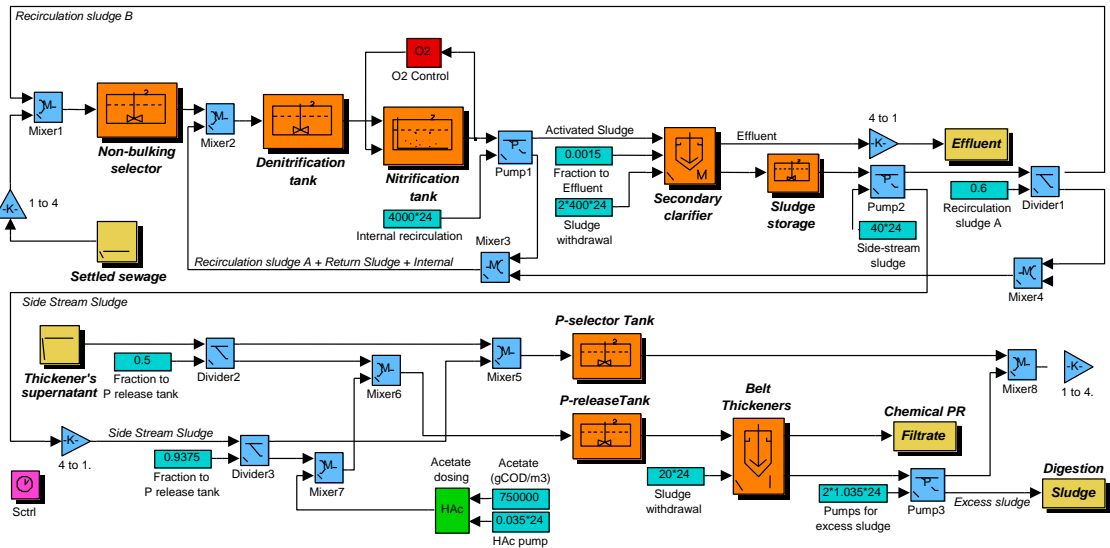 Recirculation sludge B
O2
O2 Control
2
2
M
Mixer1
Non-bulking
selector
M
Mixer2
Denitrification
tank
Nitrification
tank
P
Pump1
Activated Sludge
0.0015
Fraction to
Effluent
2*400*24
Sludge
withdrawal
M
Secondary
clarifier
Effluent
4 to 1
-K-
Effluent
Sludge
storage
P
Pump2
0.6
Recirculation
sludge A
Divider1
40*24
Side-stream
sludge
4000*24
Internal recirculation
-K-
1 to 4
Settled sewage
Mixer3
M
Recirculation sludge A + Return Sludge + Internal
M
Mixer4
Side Stream Sludge
Thickener's
supernatant
0.5
Fraction to
P release tank
Divider2
M
Mixer6
M
Mixer5
P-selector Tank
2
M
Mixer8
-K-
1 to 4.
P-releaseTank
2
Belt
Thickeners
I
Chemical PR
Filtrate
-K-
4 to 1.
Side Stream Sludge
0.9375
Fraction to
P release tank
Divider3
M
Mixer7
Acetate
dosing
HAc
Acetate
(gCOD/m3)
750000
0.035*24
HAc pump
20*24
Sludge
withdrawal
2*1.035*24
Pumps for
excess sludge
P
Pump3
Excess sludge
Digestion
Sludge
Sctrl